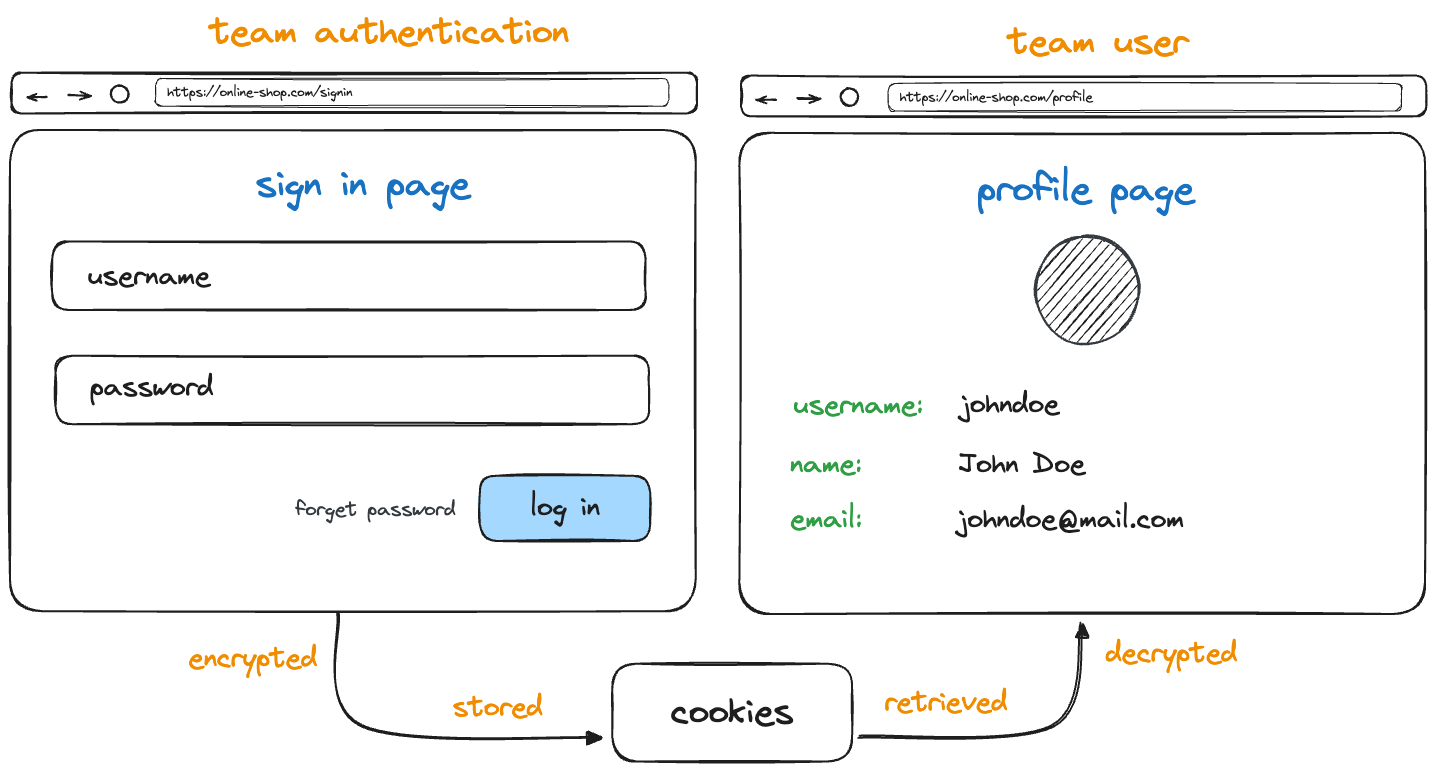 team authentication
https://online-shop.com/signin
sign in page
username
password
forget password
log in
team user
https://online-shop.com/profile
profile page
username: johndoe
name: John Doe
email: johndoe@mail.com
encrypted
stored
cookies
retrieved
decrypted